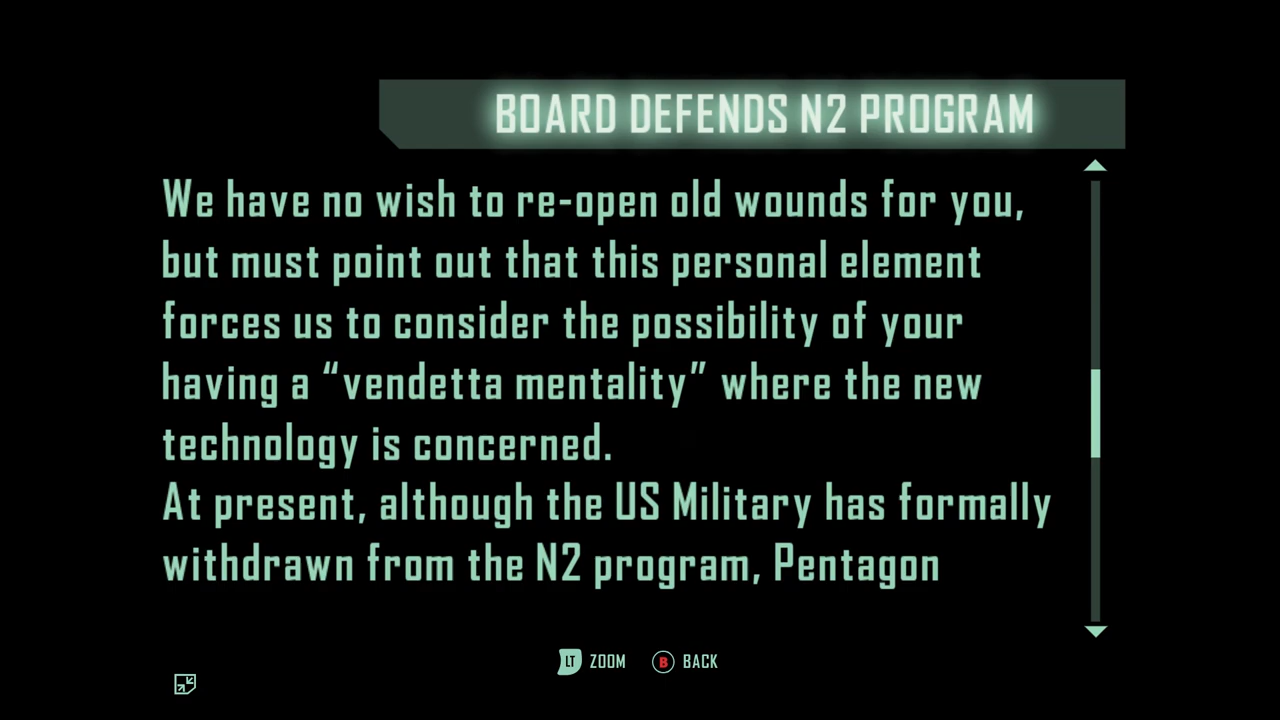 BOARD DEFENDS N2 PROGRAM
We have no wish to re-open old wounds for you,
but must point out that this personal element
forces us to consider the possibility of your
having a “vendetta mentality” where the new
technology is concerned.
At present, although the US Military has formally
withdrawn from the N2 program, Pentagon
LT ZOOM B BACK